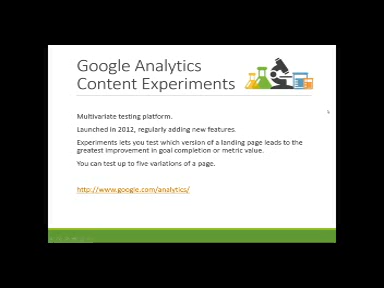 Google Analytics
Content Experiments
Multivariate testing platform.
Launched in 2012, regularly adding new features.
Experiments lets you test which version of a landing page leads to the
greatest improvement in goal completion or metric value.
You can test up to five variations of a page.
http://www.google.com/analytics/